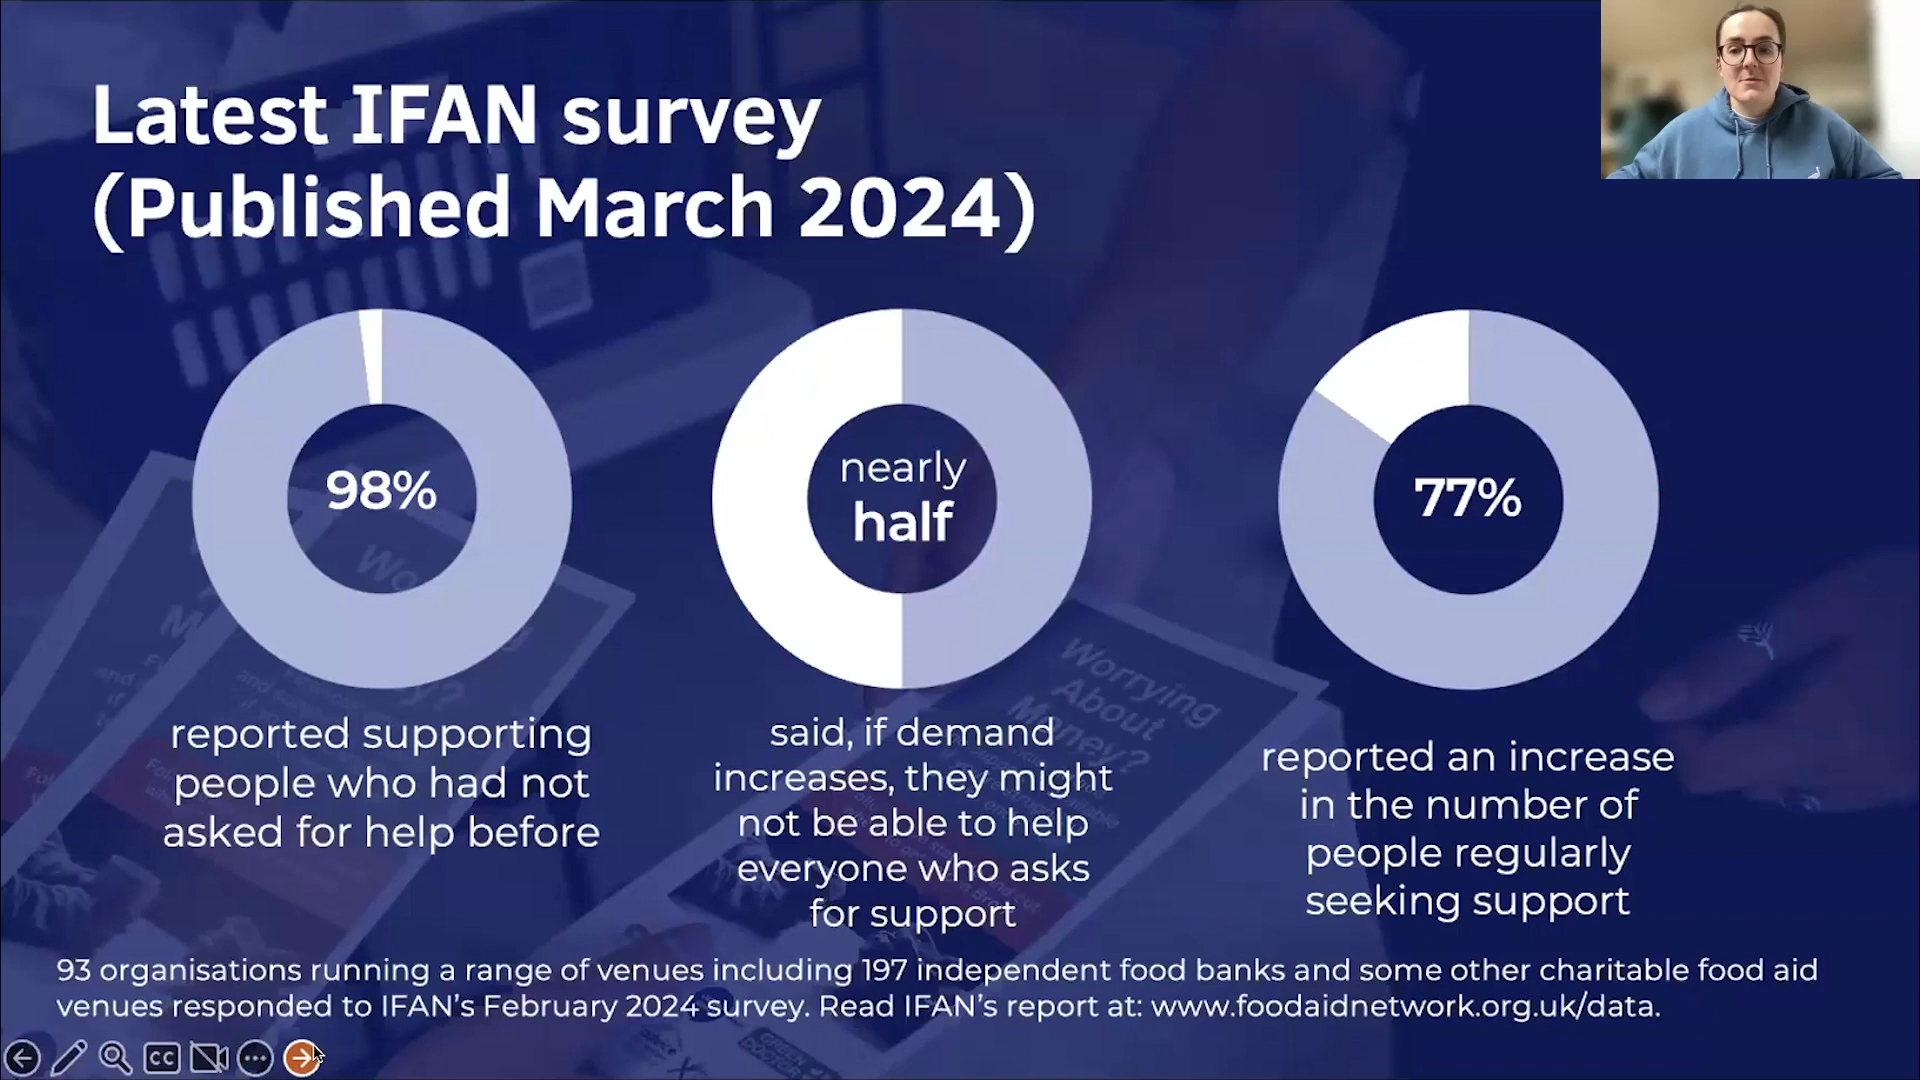 Latest IFAN survey
(Published March 2024)
98%
reported supporting
people who had not
asked for help before
nearly
half
said, if demand
increases, they might
not be able to help
everyone who asks
for support
77%
reported an increase
in the number of
people regularly
seeking support
93 organisations running a range of venues including 197 independent food banks and some other charitable food aid
venues responded to IFAN’s February 2024 survey. Read IFAN’s report at: www.foodaidnetwork.org.uk/data.
Worrying
About
Money?
CC